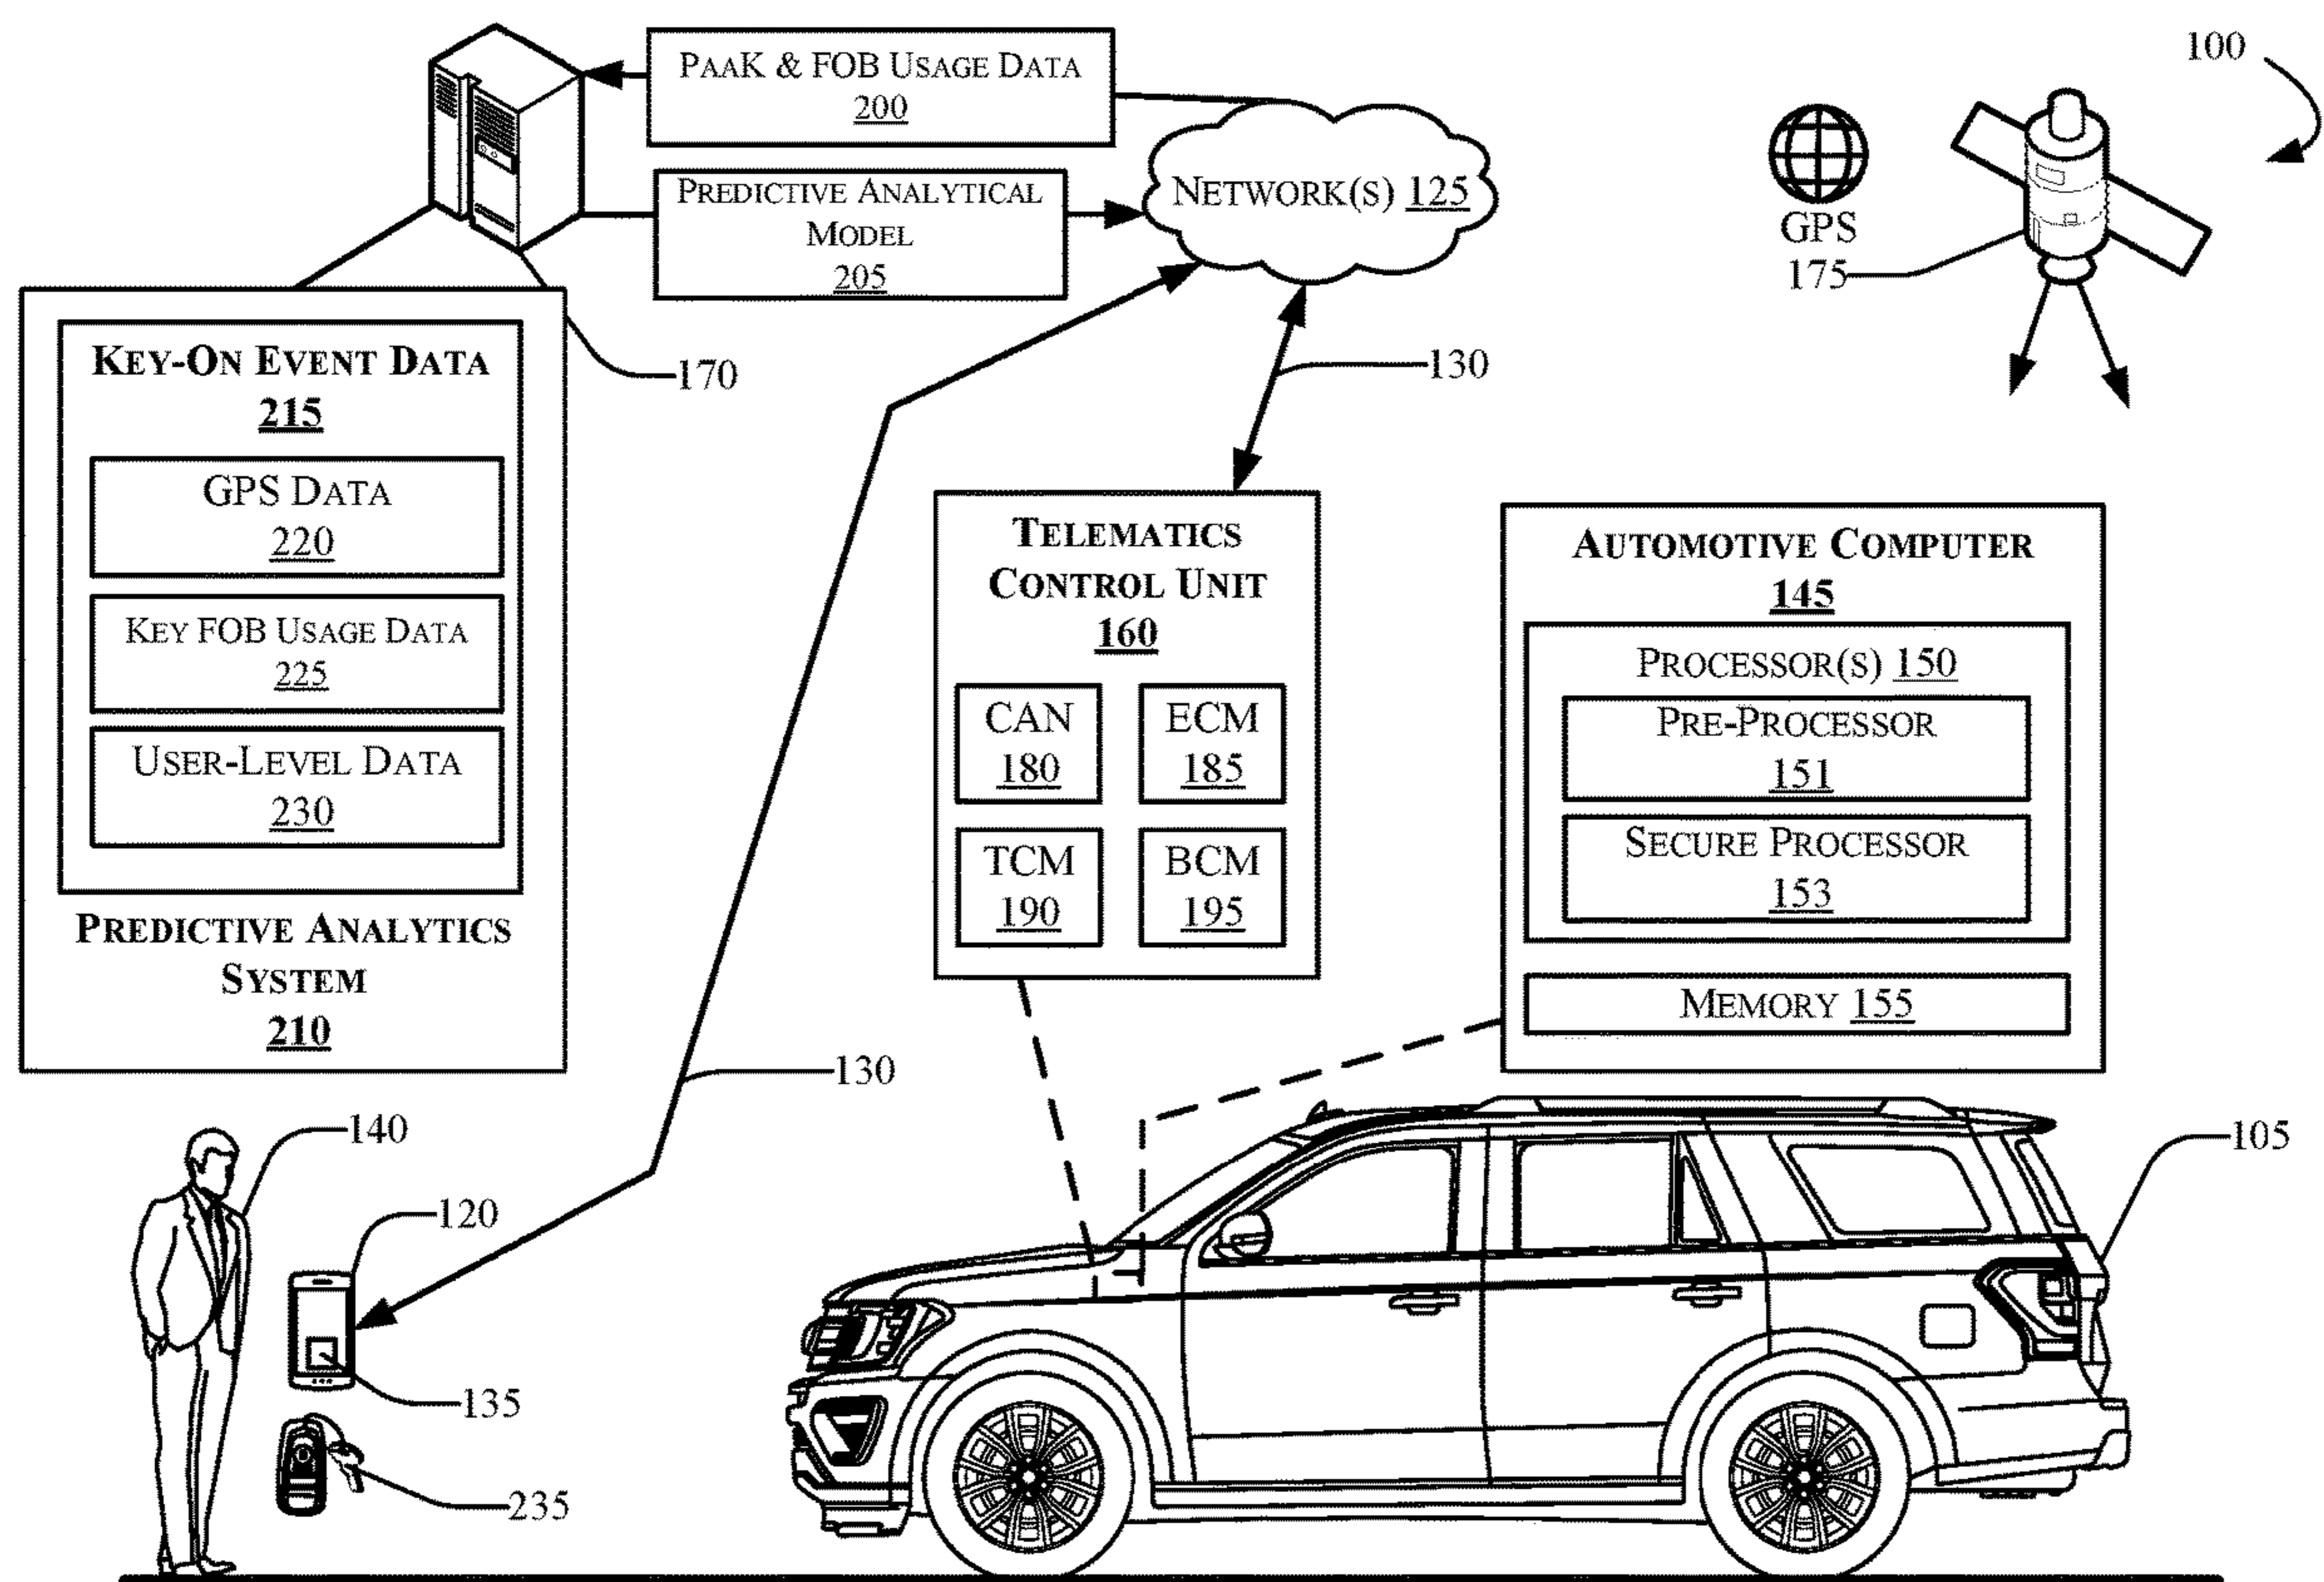 PAAK & FOB USAGE DATA
200
100
PREDICTIVE ANALYTICAL
MODEL
205
NETWORK(S) 125
GPS
175
170
130
KEY-ON EVENT DATA
215
GPS DATA
220
KEY FOB USAGE DATA
225
USER-LEVEL DATA
230
PREDICTIVE ANALYTICS
SYSTEM
210
TELEMATICS
CONTROL UNIT
160
CAN
180
ECM
185
TCM
190
BCM
195
AUTOMOTIVE COMPUTER
145
PROCESSOR(S) 150
PRE-PROCESSOR
151
SECURE PROCESSOR
153
MEMORY 155
130
140
120
135
235
105